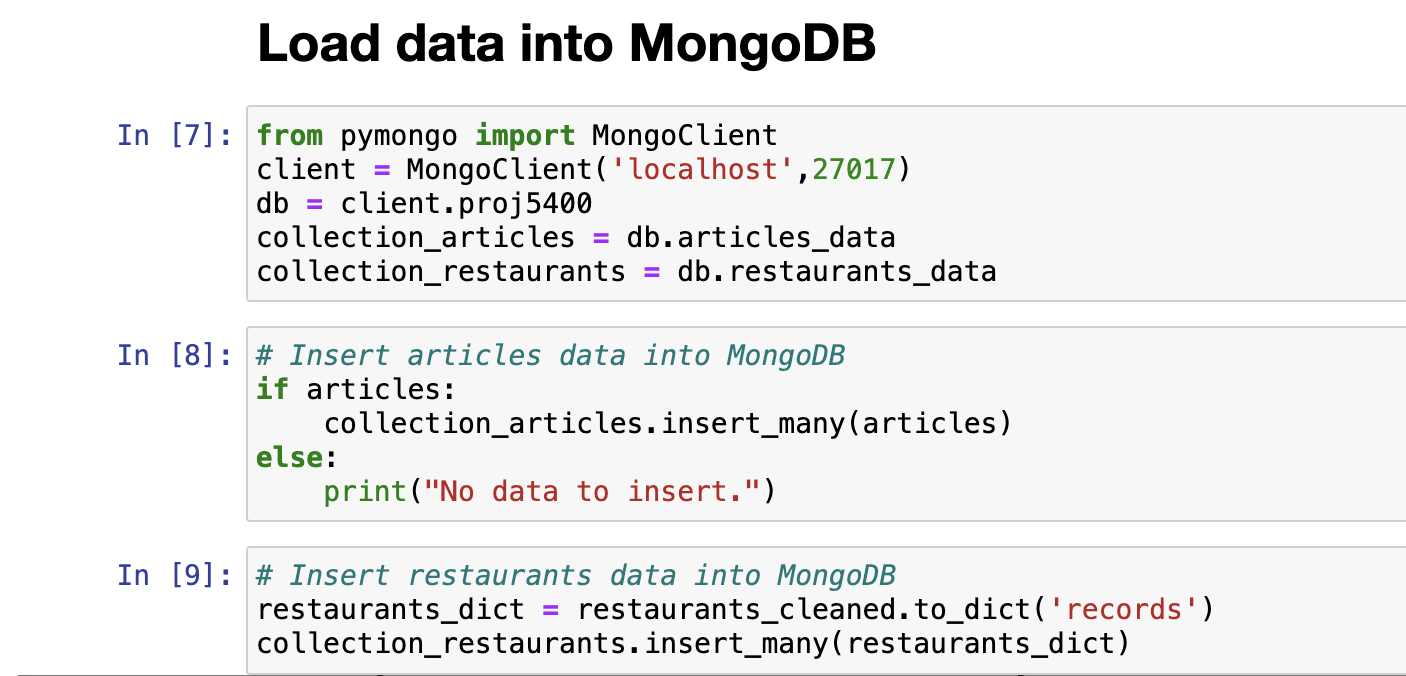 Load data into MongoDB
In [7]:
from pymongo import MongoClient
client = MongoClient('localhost',27017)
db = client.proj5400
collection_articles = db.articles_data
collection_restaurants = db.restaurants_data
In [8]:
# Insert articles data into MongoDB
if articles:
    collection_articles.insert_many(articles)
else:
    print("No data to insert.")
In [9]:
# Insert restaurants data into MongoDB
restaurants_dict = restaurants_cleaned.to_dict('records')
collection_restaurants.insert_many(restaurants_dict)